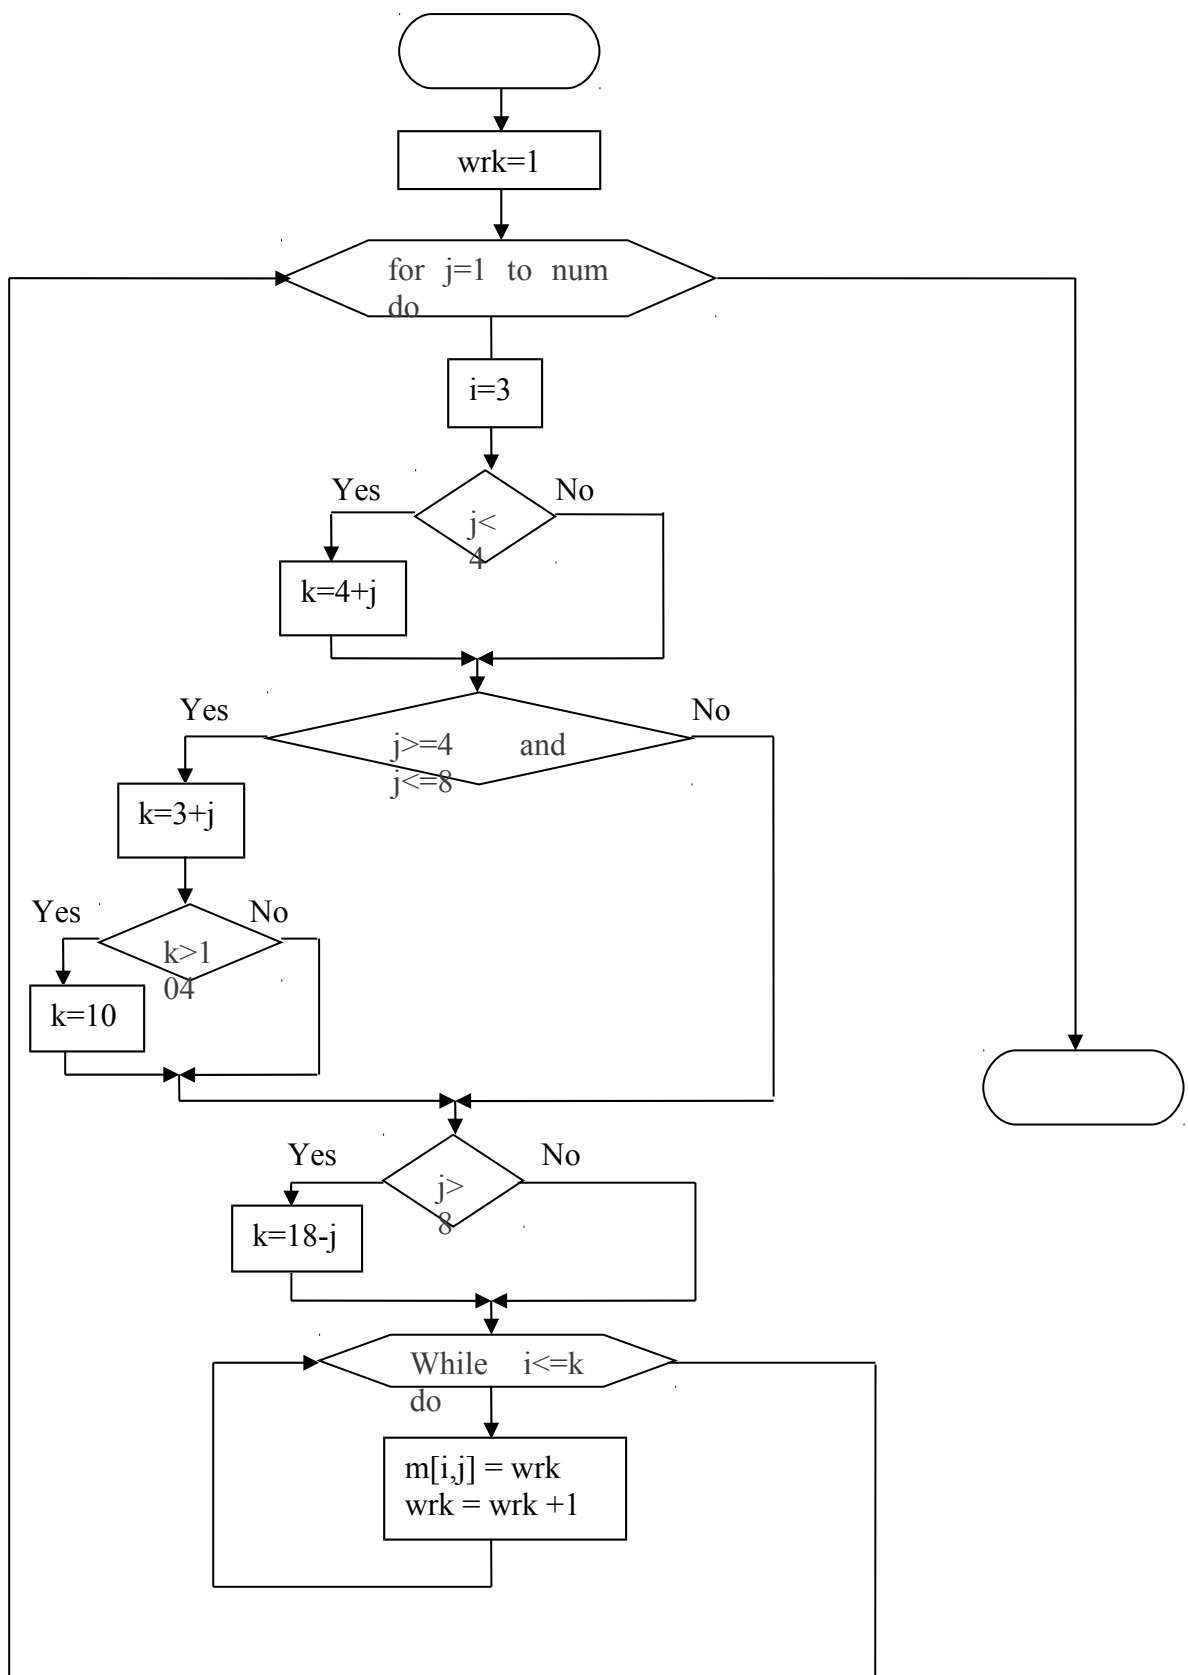 wrk=1
for j=1 to num
do
i=3
Yes
No
j<
4
k=4+j
Yes
No
j>=4 and
j<=8
k=3+j
Yes
No
k>1
04
k=10
Yes
No
j>
8
k=18-j
While i<=k
do
m[i,j] = wrk
wrk = wrk +1